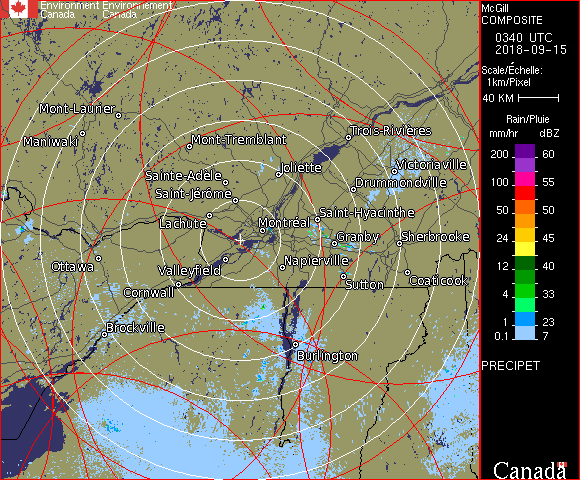 Environment Environnement
Canada Canada
McGill
COMPOSITE
0340 UTC
2018-09-15
Scale/Échelle:
1km/Pixel
40 KM
Rain/Pluie
mm/hr dBZ
200 60
100 55
50 50
24 45
12 40
4 33
1 23
0.1 7
PRECIPET
Canada
Mont-Laurier
Maniwaki
Mont-Tremblant
Trois-Rivières
Sainte-Adèle
Joliette
Victoriaville
Saint-Jérôme
Drummondville
Lachute
Montréal
Saint-Hyacinthe
Granby
Sherbrooke
Ottawa
Valleyfield
Napierville
Cornwall
Sutton
Coaticook
Brockville
Burlington